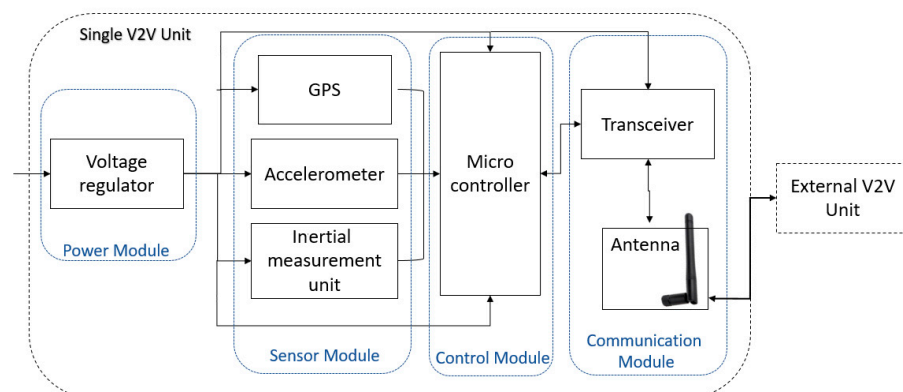 Single V2V Unit
GPS
Voltage
regulator
Accelerometer
Inertial
measurement
unit
Power Module
Sensor Module
Micro
controller
Control Module
Transceiver
Antenna
Communication
Module
External V2V
Unit